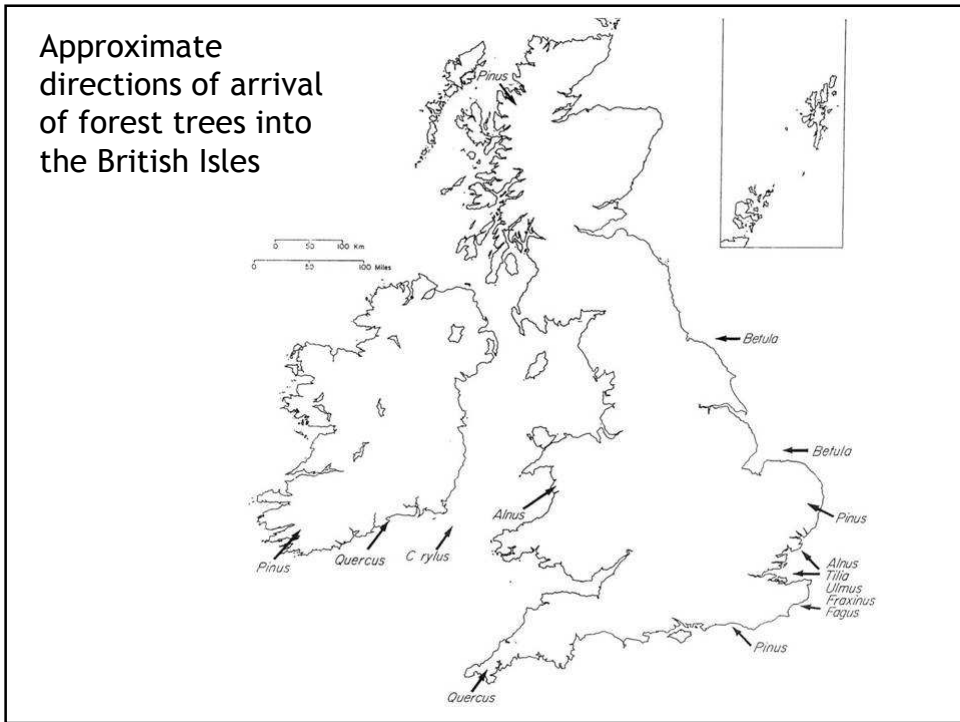 Approximate
directions of arrival
of forest trees into
the British Isles
Pinus
0 50 100 Km
0 50 100 Miles
Betula
Betula
Pinus
Alnus
Alnus
Tilia
Ulmus
Fraxinus
Fagus
Pinus
Quercus
C rylus
Pinus
Quercus